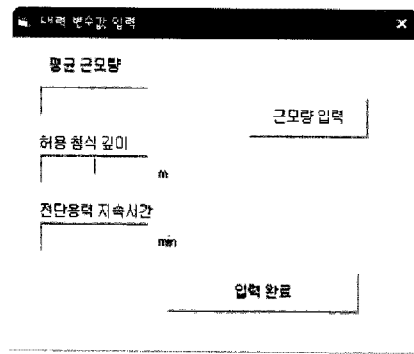 내력 변수값 입력
평균 근모량
근모량 입력
허용 침식 깊이
m
전단응력 지속시간
min
입력 완료